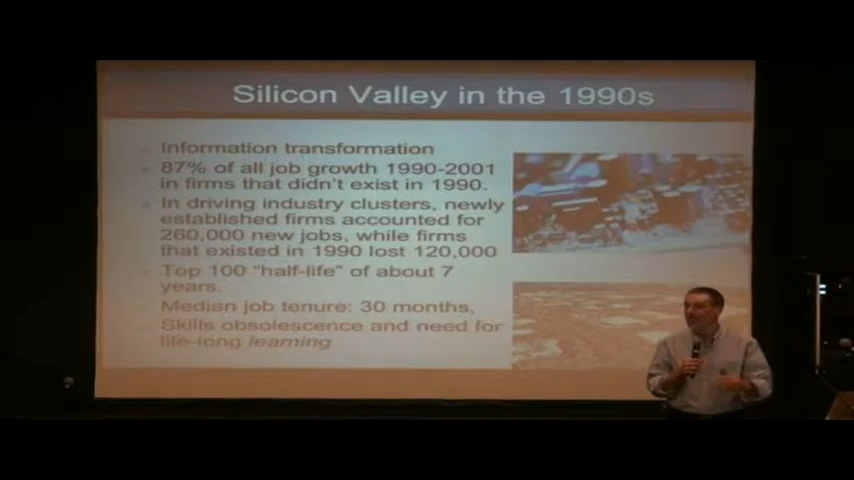 Silicon Valley in the 1990s
Information transformation
87% of all job growth 1990-2001
in firms that didn't exist in 1990.
In driving industry clusters, newly
established firms accounted for
260,000 new jobs, while firms
that existed in 1990 lost 120,000
Top 100 "half-life" of about 7
years.
Median job tenure: 30 months,
Skills obsolescence and need for
life-long learning